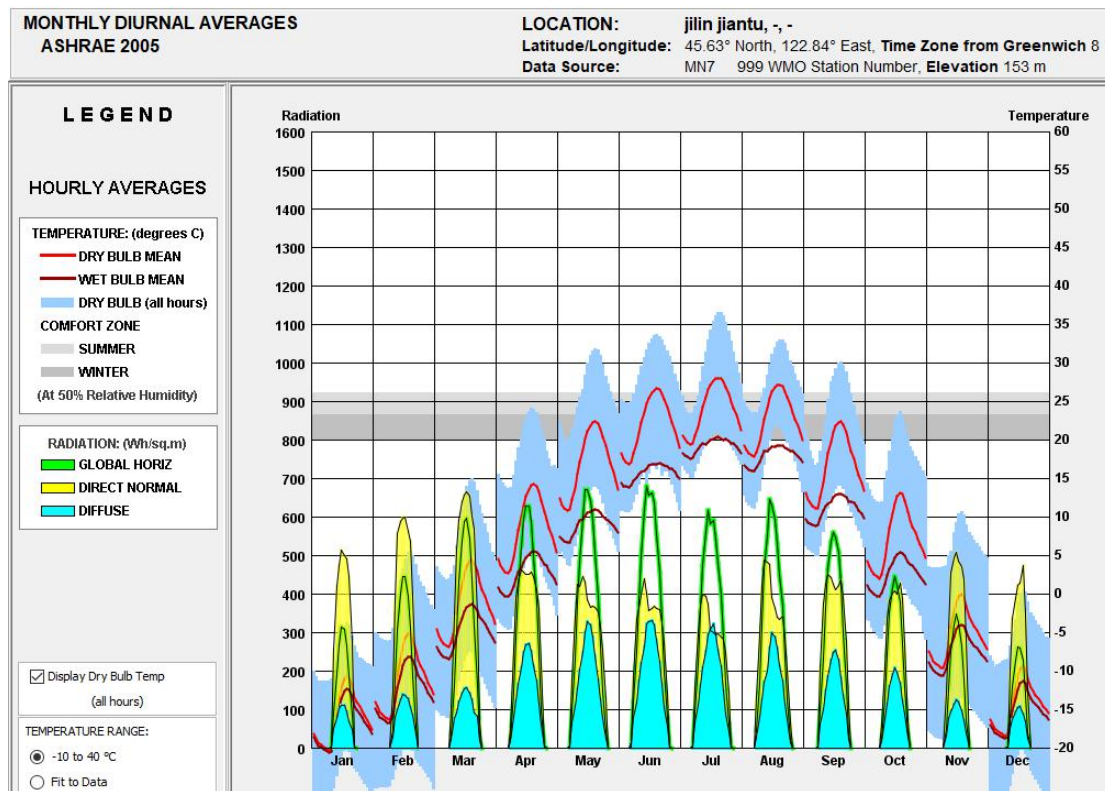 MONTHLY DIURNAL AVERAGES
ASHRAE 2005
LOCATION: jilin jiantu, -, -
Latitude/Longitude: 45.63° North, 122.84° East, Time Zone from Greenwich 8
Data Source: MN7 999 WMO Station Number, Elevation 153 m
LEGEND
HOURLY AVERAGES
TEMPERATURE: (degrees C)
DRY BULB MEAN
WET BULB MEAN
DRY BULB (all hours)
COMFORT ZONE
SUMMER
WINTER
(At 50% Relative Humidity)
RADIATION: (Wh/sq.m)
GLOBAL HORIZ
DIRECT NORMAL
DIFFUSE
Display Dry Bulb Temp
(all hours)
TEMPERATURE RANGE:
-10 to 40 °C
Fit to Data
Radiation Temperature
1600 60
1500 55
1400 50
1300 45
1200 40
1100 35
1000 30
900 25
800 20
700 15
600 10
500 5
400 0
300 -5
200 -10
100 -15
0 -20
Jan Feb Mar Apr May Jun Jul Aug Sep Oct Nov Dec